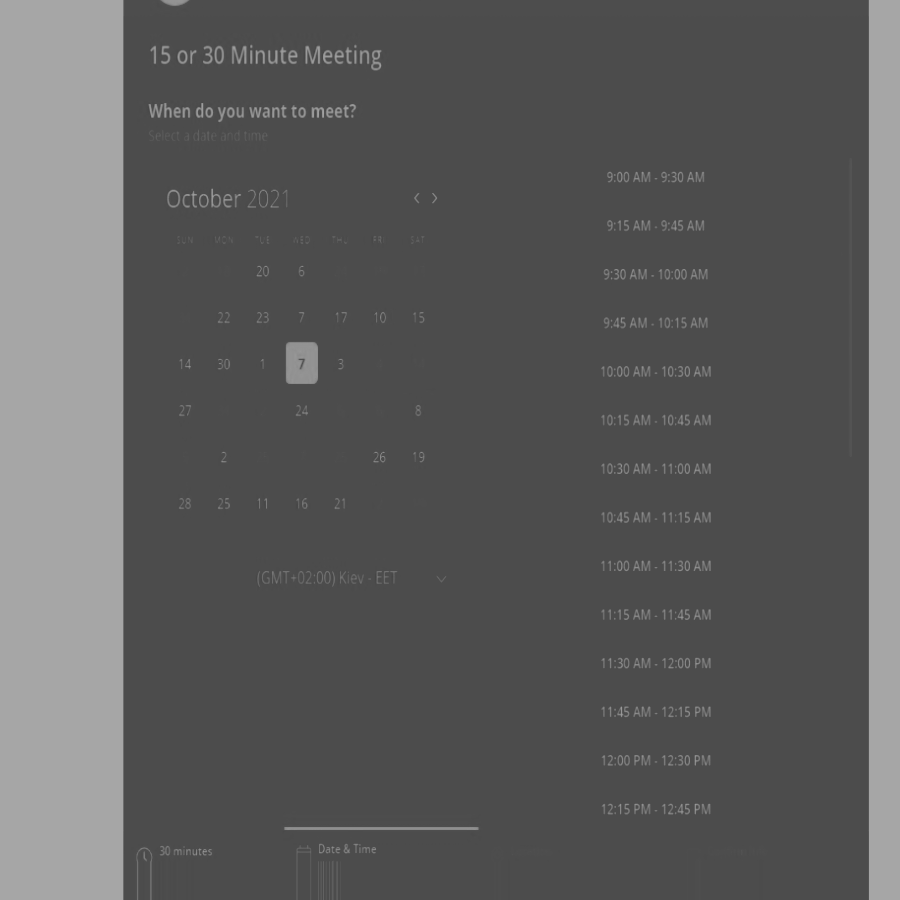 15 or 30 Minute Meeting
When do you want to meet?
Select a date and time
October 2021
SUN MON TUE WED THU FRI SAT
20 6
22 23 7 17 10 15
14 30 1 7 3
27 24 8
2 26 19
28 25 11 16 21
(GMT+02:00) Kiev - EET
9:00 AM - 9:30 AM
9:15 AM - 9:45 AM
9:30 AM - 10:00 AM
9:45 AM - 10:15 AM
10:00 AM - 10:30 AM
10:15 AM - 10:45 AM
10:30 AM - 11:00 AM
10:45 AM - 11:15 AM
11:00 AM - 11:30 AM
11:15 AM - 11:45 AM
11:30 AM - 12:00 PM
11:45 AM - 12:15 PM
12:00 PM - 12:30 PM
12:15 PM - 12:45 PM
30 minutes
Date & Time